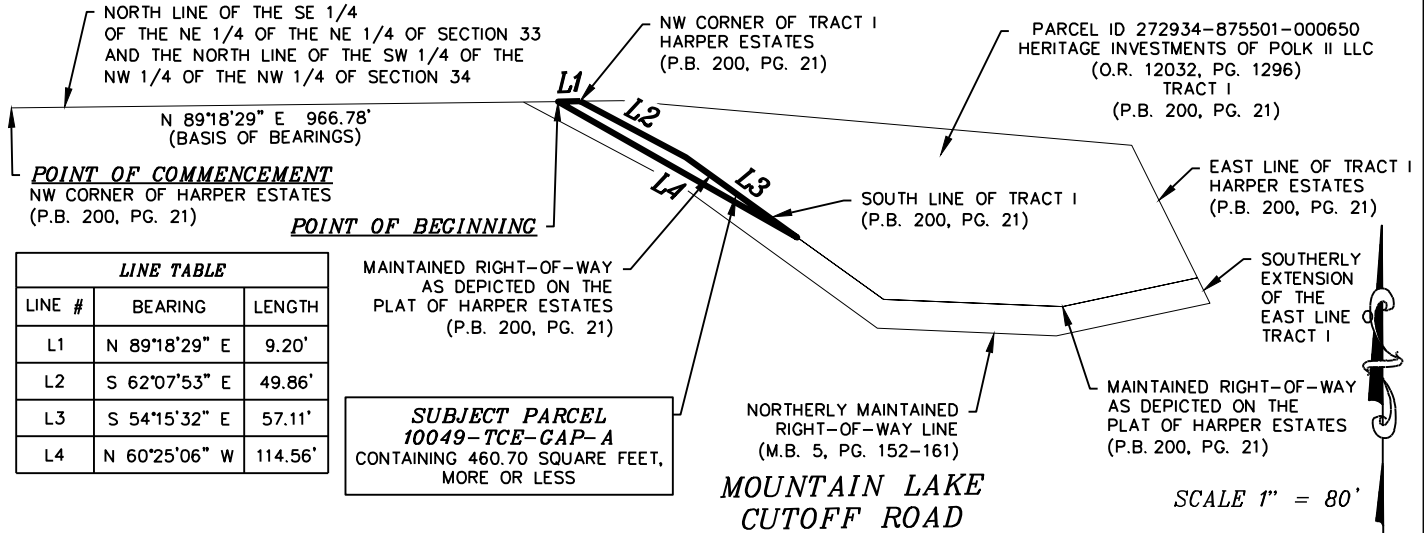 NORTH LINE OF THE SE 1/4
OF THE NE 1/4 OF THE NE 1/4 OF SECTION 33
AND THE NORTH LINE OF THE SW 1/4 OF THE
NW 1/4 OF THE NW 1/4 OF SECTION 34
N 89°18'29" E 966.78'
(BASIS OF BEARINGS)
POINT OF COMMENCEMENT
NW CORNER OF HARPER ESTATES
(P.B. 200, PG. 21)
POINT OF BEGINNING
L1
L2
L3
L4
NW CORNER OF TRACT I
HARPER ESTATES
(P.B. 200, PG. 21)
PARCEL ID 272934-875501-000650
HERITAGE INVESTMENTS OF POLK II LLC
(O.R. 12032, PG. 1296)
TRACT I
(P.B. 200, PG. 21)
EAST LINE OF TRACT I
HARPER ESTATES
(P.B. 200, PG. 21)
SOUTH LINE OF TRACT I
(P.B. 200, PG. 21)
SOUTHERLY
EXTENSION
OF THE
EAST LINE O
TRACT I
MAINTAINED RIGHT-OF-WAY
AS DEPICTED ON THE
PLAT OF HARPER ESTATES
(P.B. 200, PG. 21)
LINE TABLE
LINE # BEARING LENGTH
L1 N 89°18'29" E 9.20'
L2 S 62°07'53" E 49.86'
L3 S 54°15'32" E 57.11'
L4 N 60°25'06" W 114.56'
SUBJECT PARCEL
10049-TCE-GAP-A
CONTAINING 460.70 SQUARE FEET,
MORE OR LESS
NORTHERLY MAINTAINED
RIGHT-OF-WAY LINE
(M.B. 5, PG. 152-161)
MAINTAINED RIGHT-OF-WAY
AS DEPICTED ON THE
PLAT OF HARPER ESTATES
(P.B. 200, PG. 21)
MOUNTAIN LAKE
CUTOFF ROAD
SCALE 1" = 80'